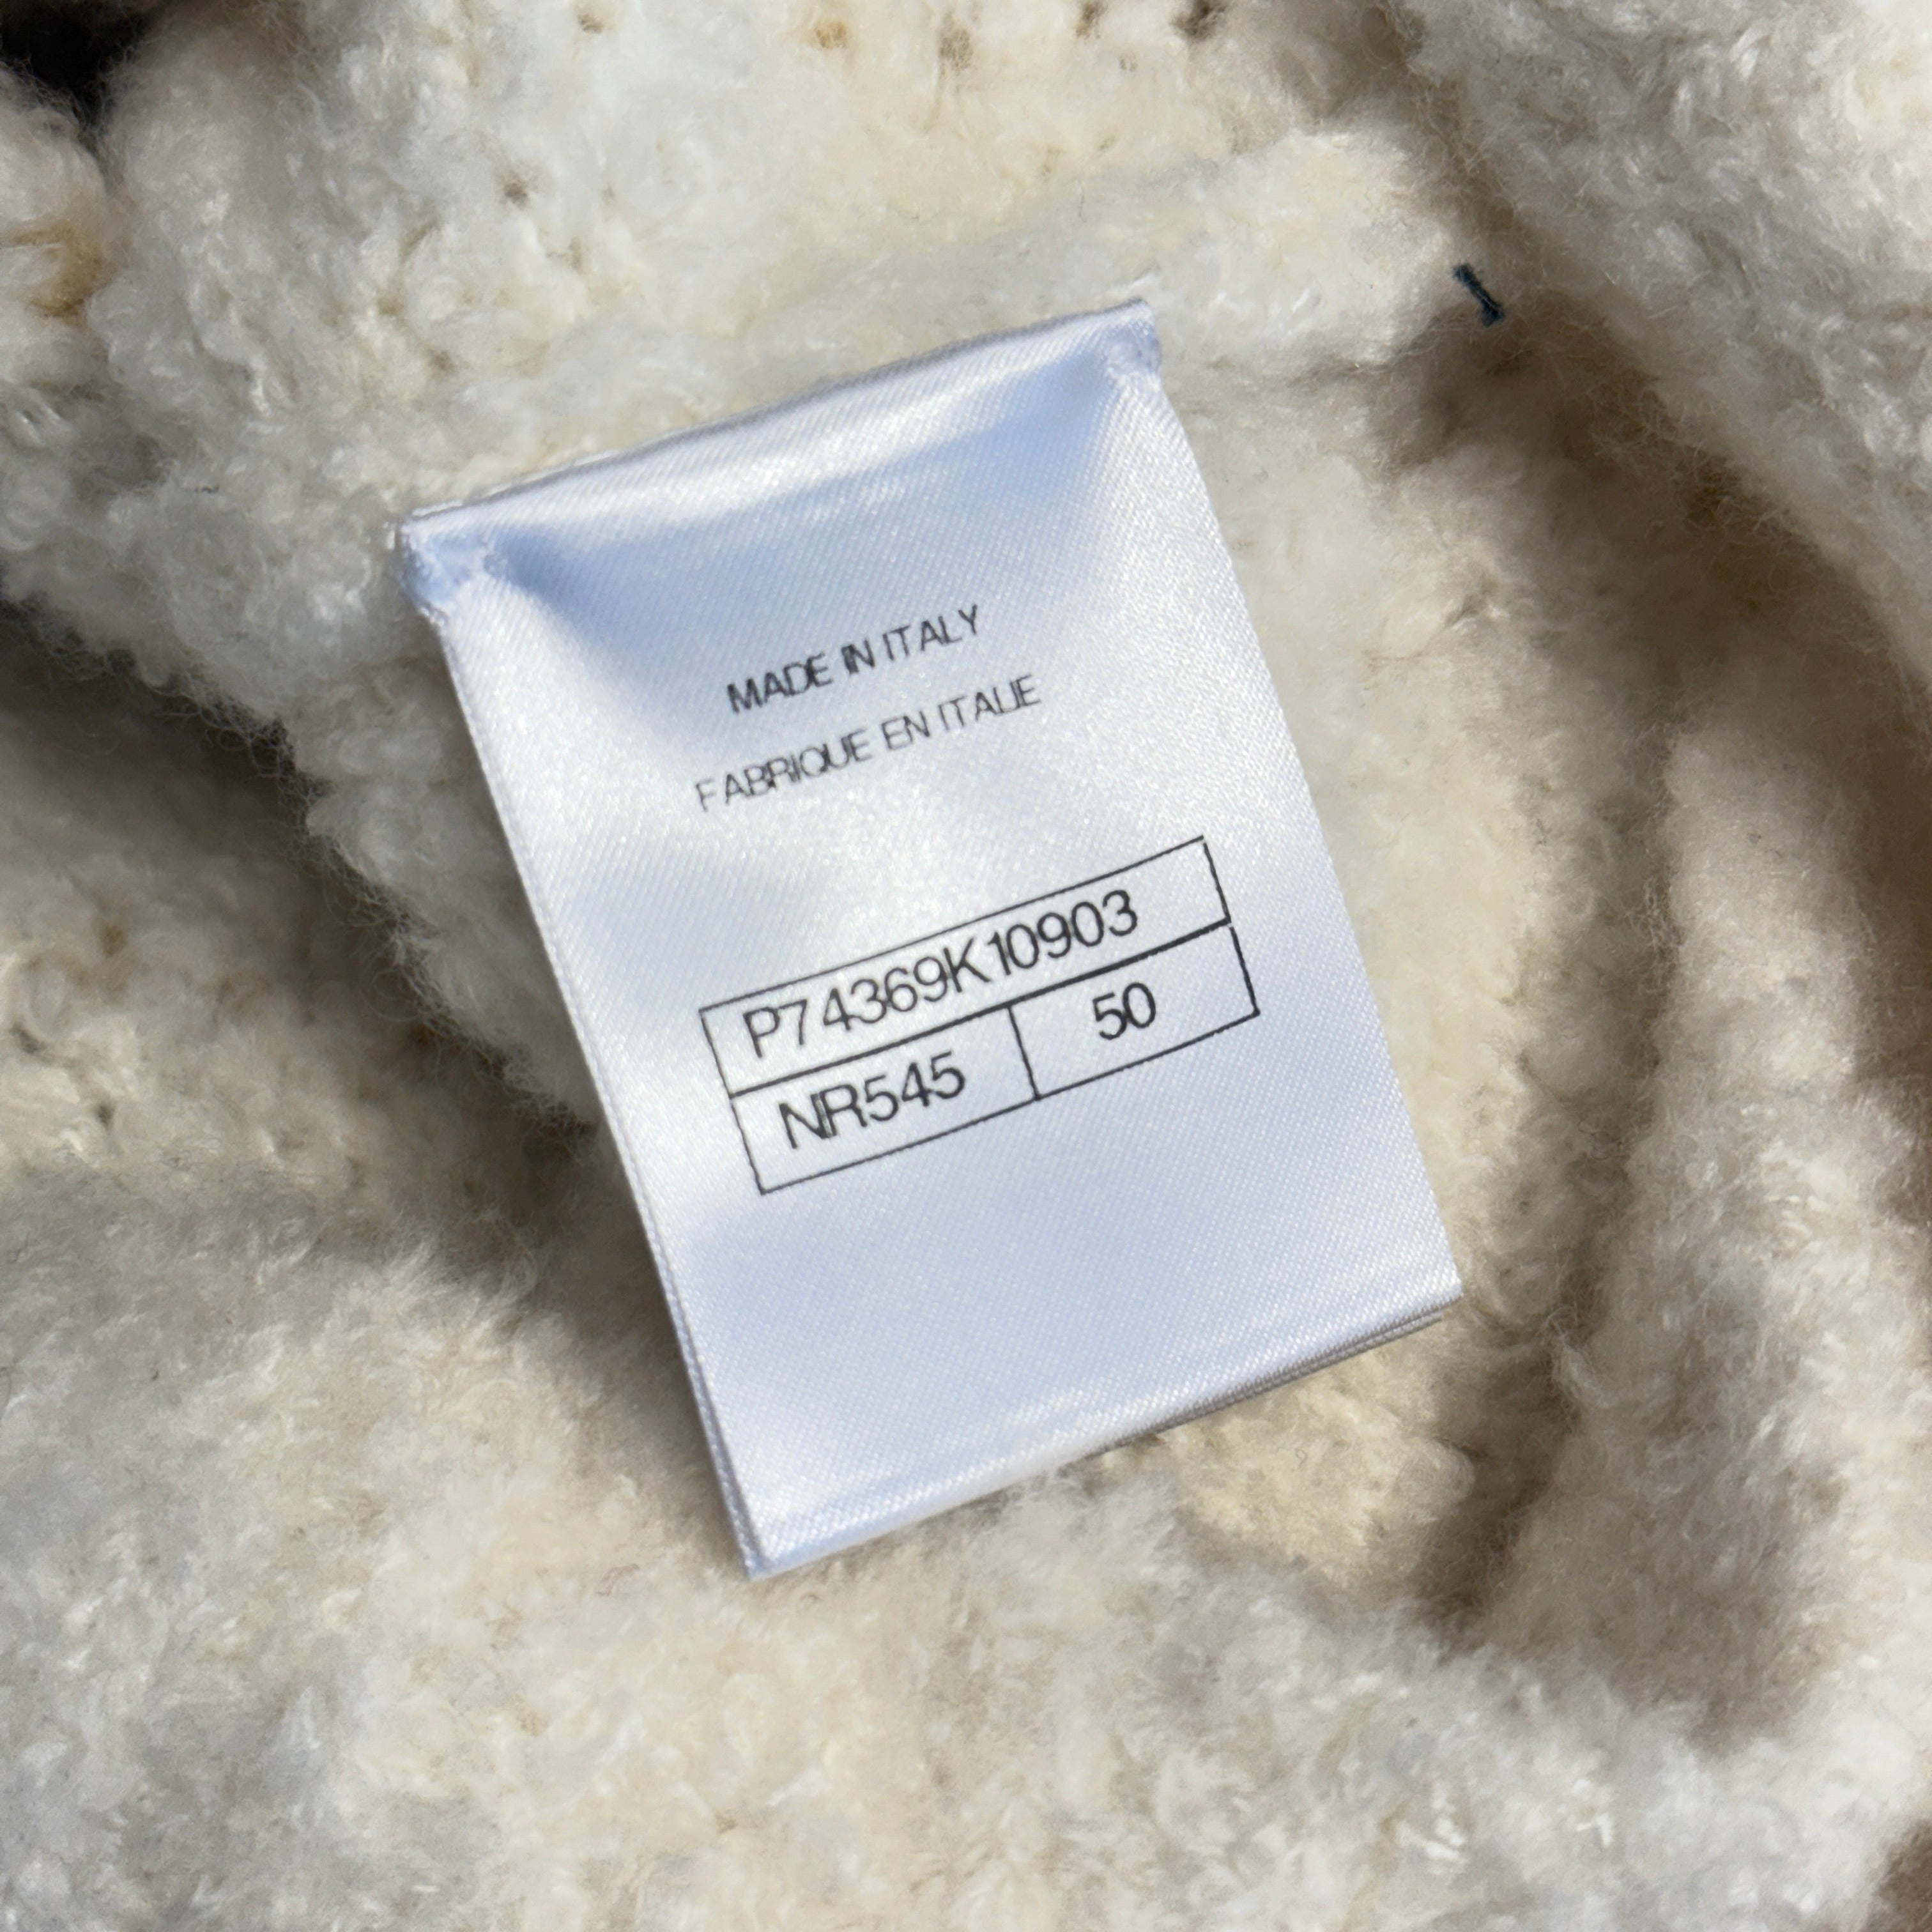 MADE IN ITALY
FABRIQUE EN ITALIE
P74369K10903
NR545 50